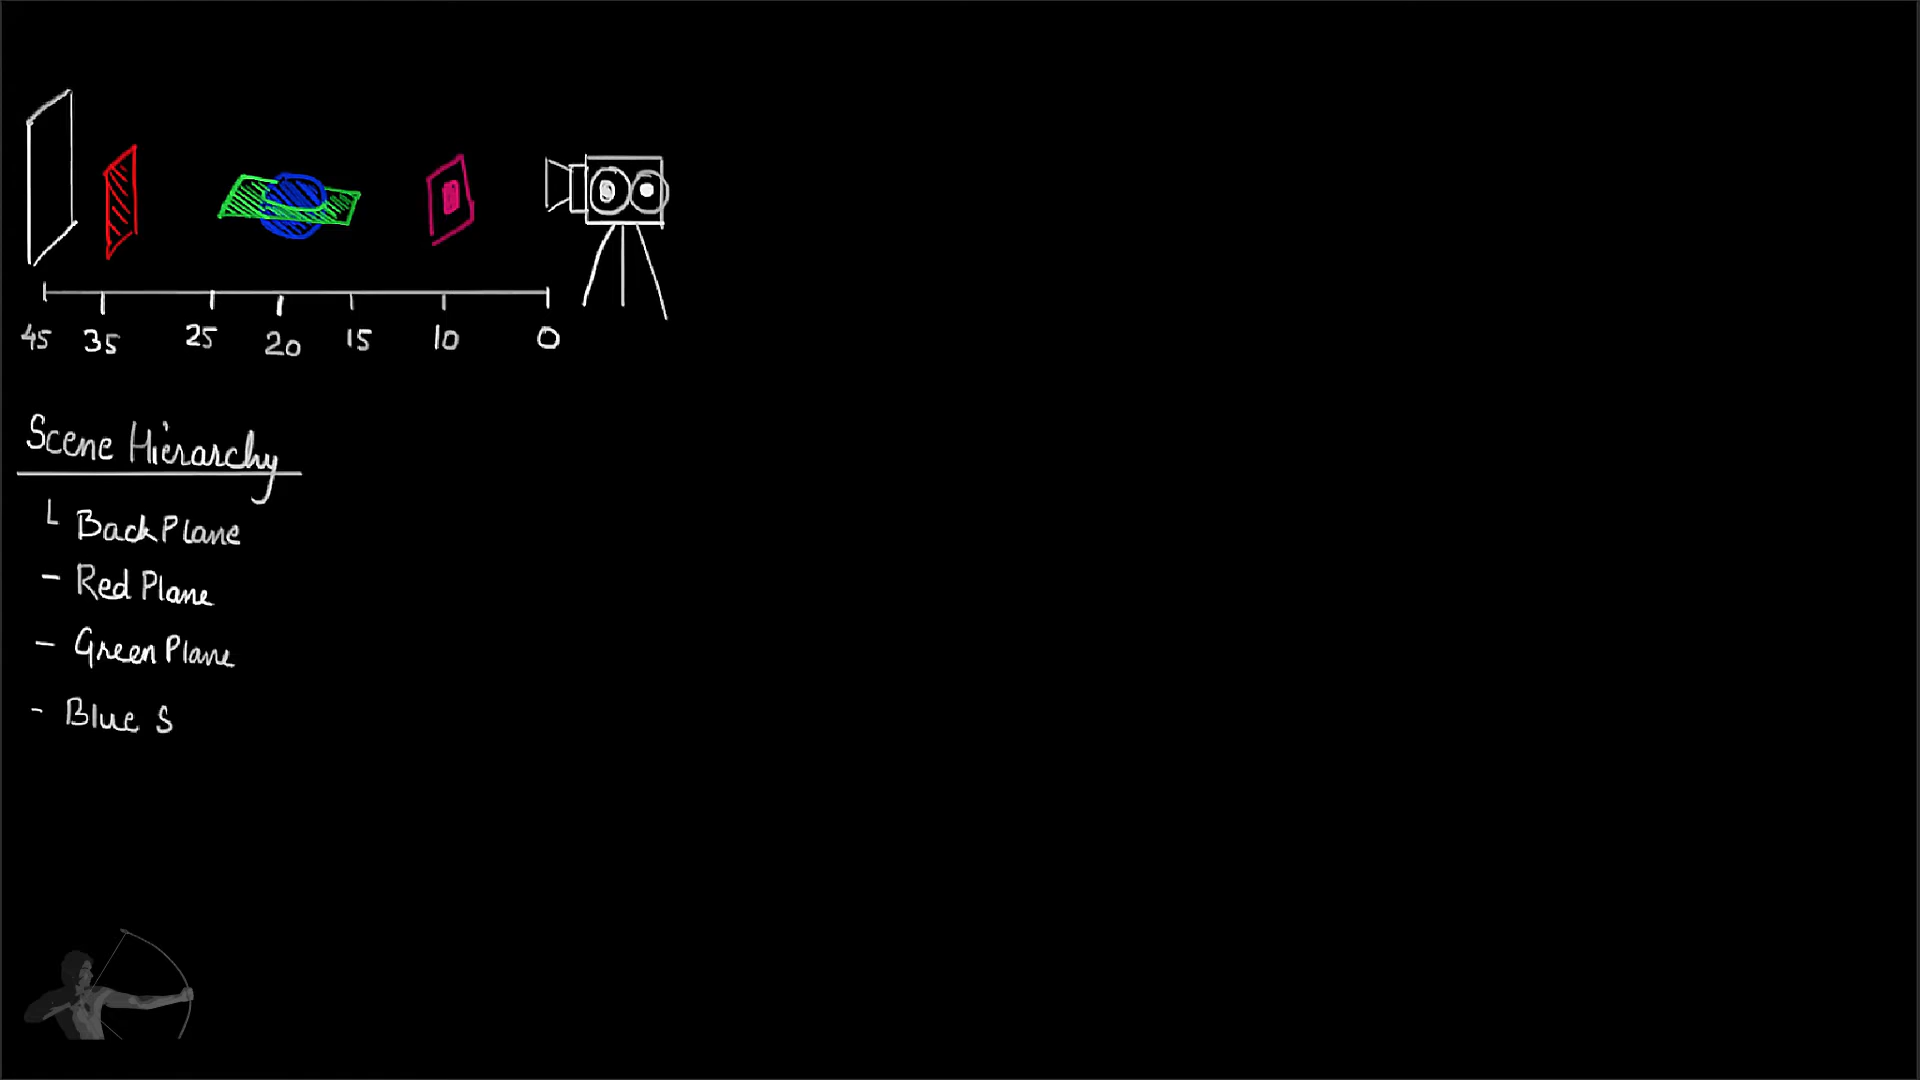 45 35 25 20 15 10 0
Scene Hierarchy
└ BackPlane
- Red Plane
- Green Plane
- Blue S